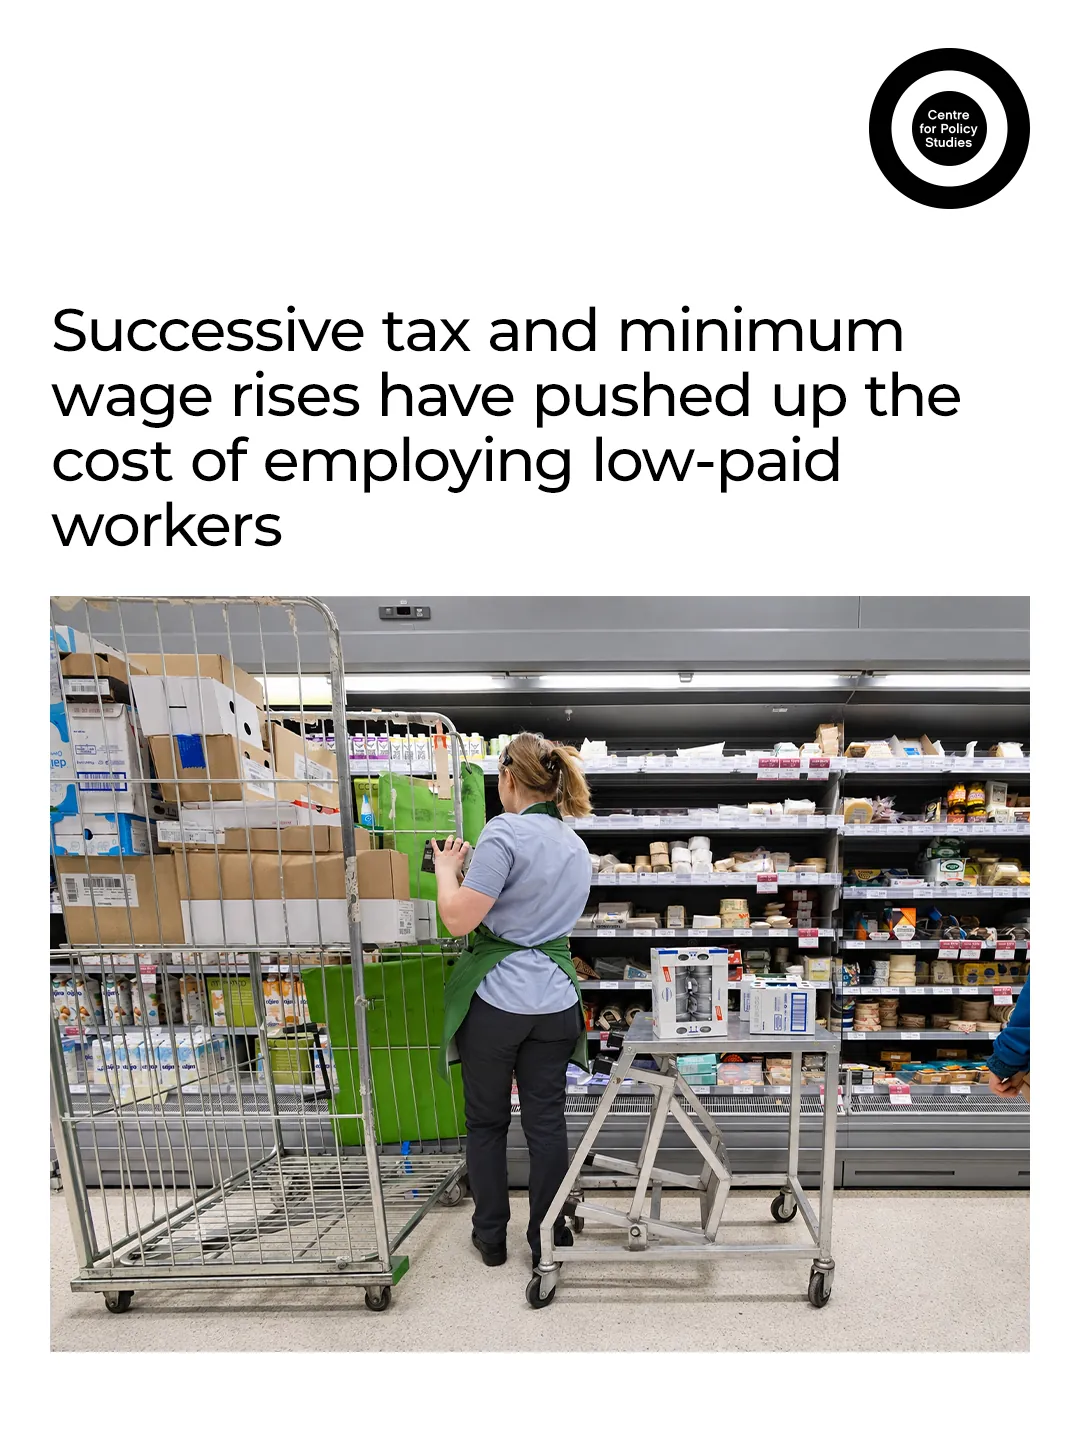 Centre
for Policy
Studies
Successive tax and minimum
wage rises have pushed up the
cost of employing low-paid
workers